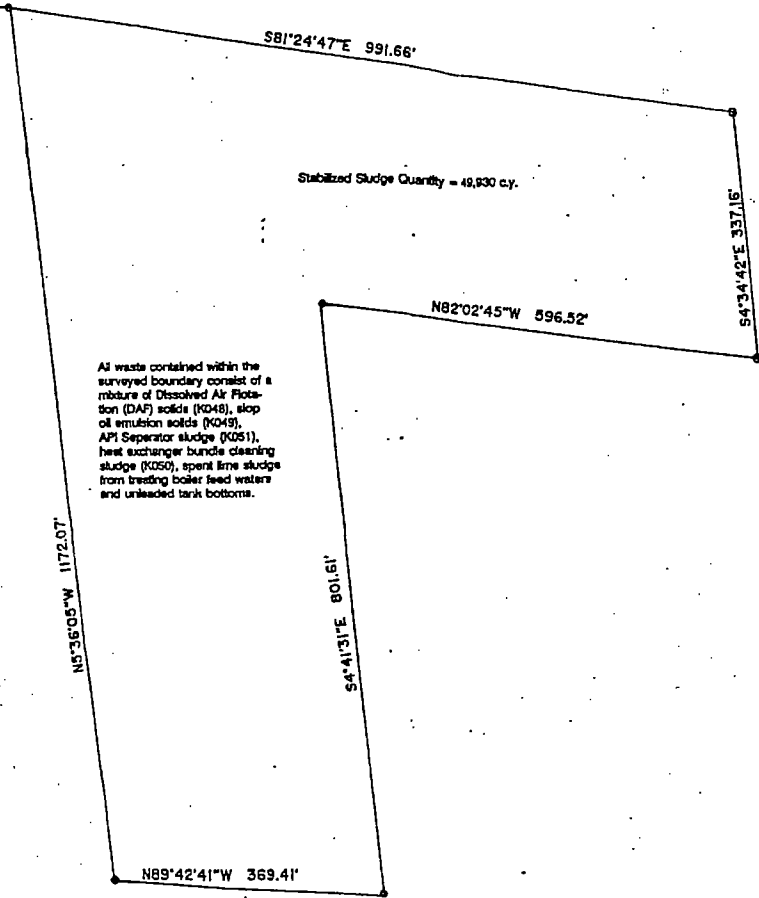 S81°24'47"E 991.66'
Stabilized Sludge Quantity = 49,930 c.y.
S4°34'42"E 337.16'
N82°02'45"W 596.52'
All waste contained within the
surveyed boundary consist of a
mixture of Dissolved Air Flota-
tion (DAF) solids (K048), slop
oil emulsion solids (K049),
API Seperator sludge (K051),
heat exchanger bundle cleaning
sludge (K050), spent lime sludge
from treating boiler feed waters
and unleaded tank bottoms.
N5°36'05"W 1172.07'
S4°41'31"E 801.61'
N89°42'41"W 369.41'